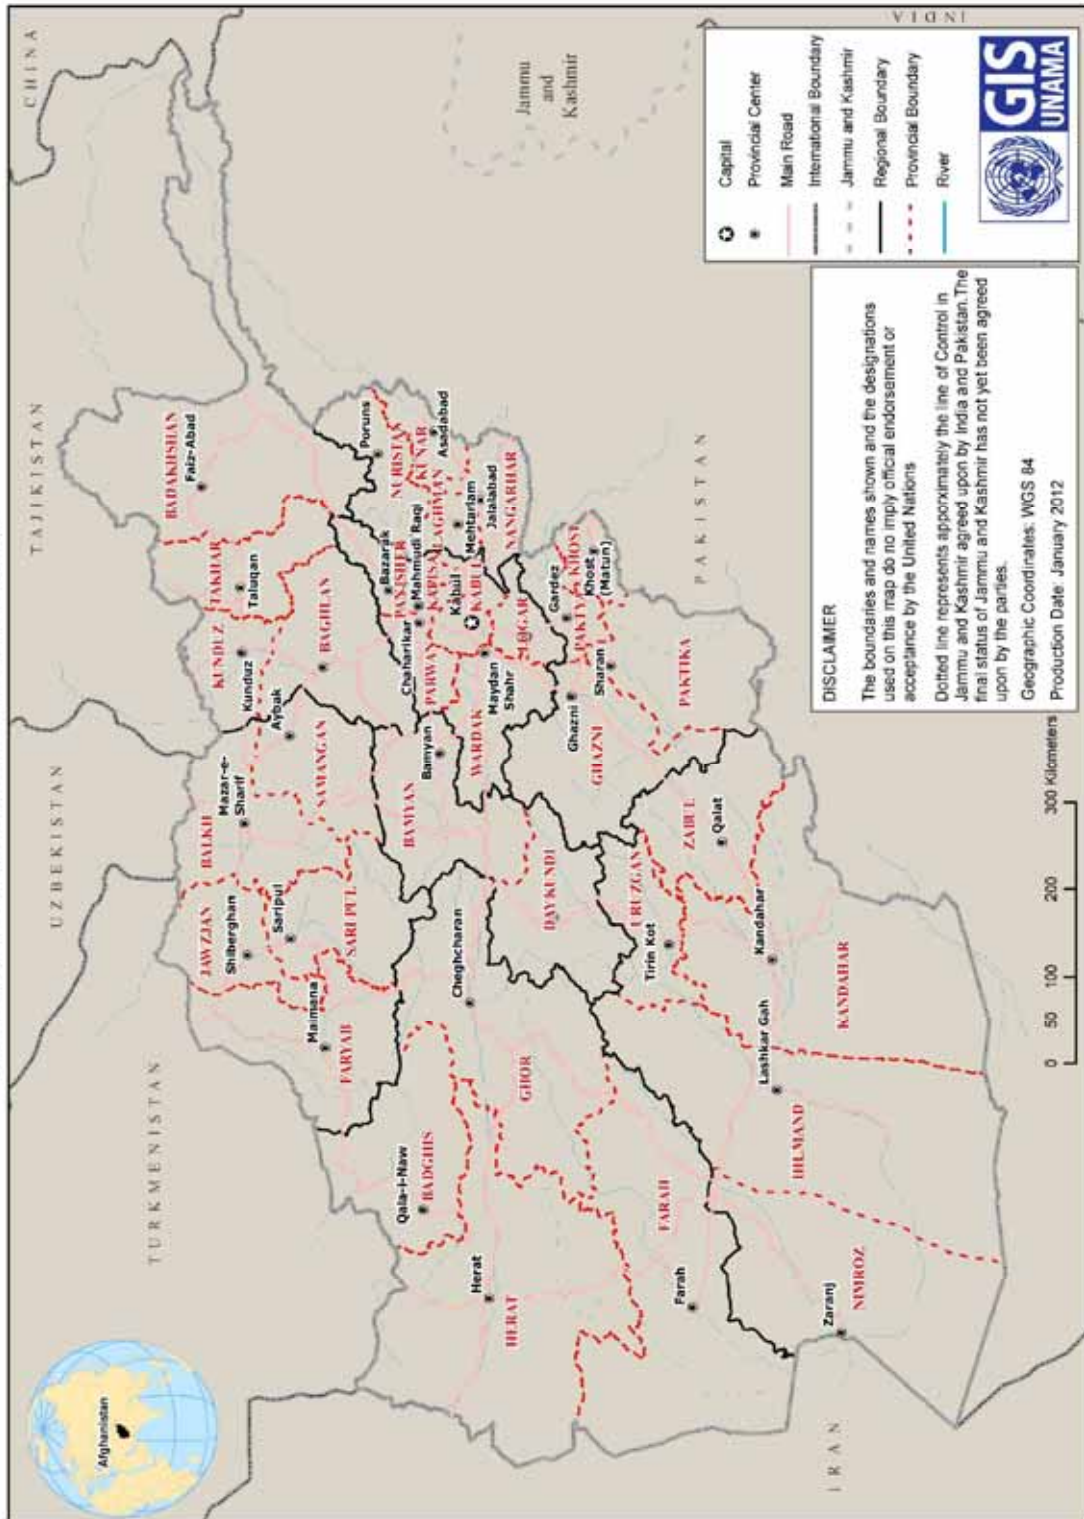 CHINA
TAJIKISTAN
UZBEKISTAN
TURKMENISTAN
IRAN
PAKISTAN
INDIA
Jammu
and
Kashmir
Afghanistan
BADAKHSHAN
Faiz-Abad
TAKHAR
Taluqan
KUNDUZ
Kunduz
BAGHLAN
BALKH
Mazar-e-
Sharif
Aybak
SAMANGAN
JAWZJAN
Shiberghan
Saripul
SARI PUL
Maimana
FARYAB
Qala-i-Naw
BADGHIS
Herat
HERAT
Cheghcharan
GHOR
Bamyan
BAMYAN
DAYKUNDI
Poruns
NURISTAN
KUNAR
Asadabad
LAGHMAN
Mehtarlam
Jalalabad
NANGARHAR
Bazarak
PANJSHER
Mahmudi Raqi
KAPISA
Chaharikar
PARWAN
Kâbul
KABUL
Maydan
Shahr
WARDAK
LOGAR
Gardez
PAKTYA
KHOST
Khost
(Matun)
Sharan
PAKTIKA
Ghazni
GHAZNI
URUZGAN
Tirin Kot
ZABUL
Qalat
Kandahar
KANDAHAR
Lashkar Gah
HILMAND
Farah
FARAH
Zaranj
NIMROZ
0 50 100 200 300 Kilometers
DISCLAIMER
The boundaries and names shown and the designations
used on this map do no imply official endorsement or
acceptance by the United Nations
Dotted line represents apporximately the line of Control in
Jammu and Kashmir agreed upon by India and Pakistan.The
final status of Jammu and Kashmir has not yet been agreed
upon by the parties.
Geographic Coordinates: WGS 84
Production Date: January 2012
Capital
Provincial Center
Main Road
International Boundary
Jammu and Kashmir
Regional Boundary
Provincial Boundary
River
GIS
UNAMA